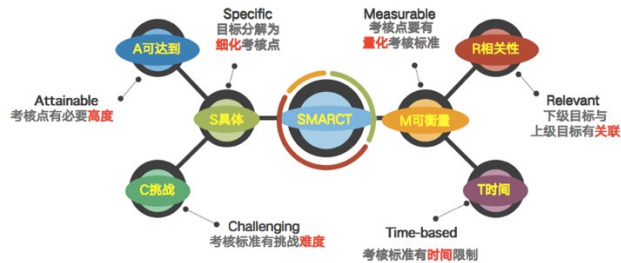 Specific
目标分解为
细化考核点
Measurable
考核点要有
量化考核标准
A可达到
R相关性
Attainable
考核点有必要高度
Relevant
下级目标与
上级目标有关联
S具体
SMARCT
M可衡量
C挑战
T时间
Challenging
考核标准有挑战难度
Time-based
考核标准有时间限制